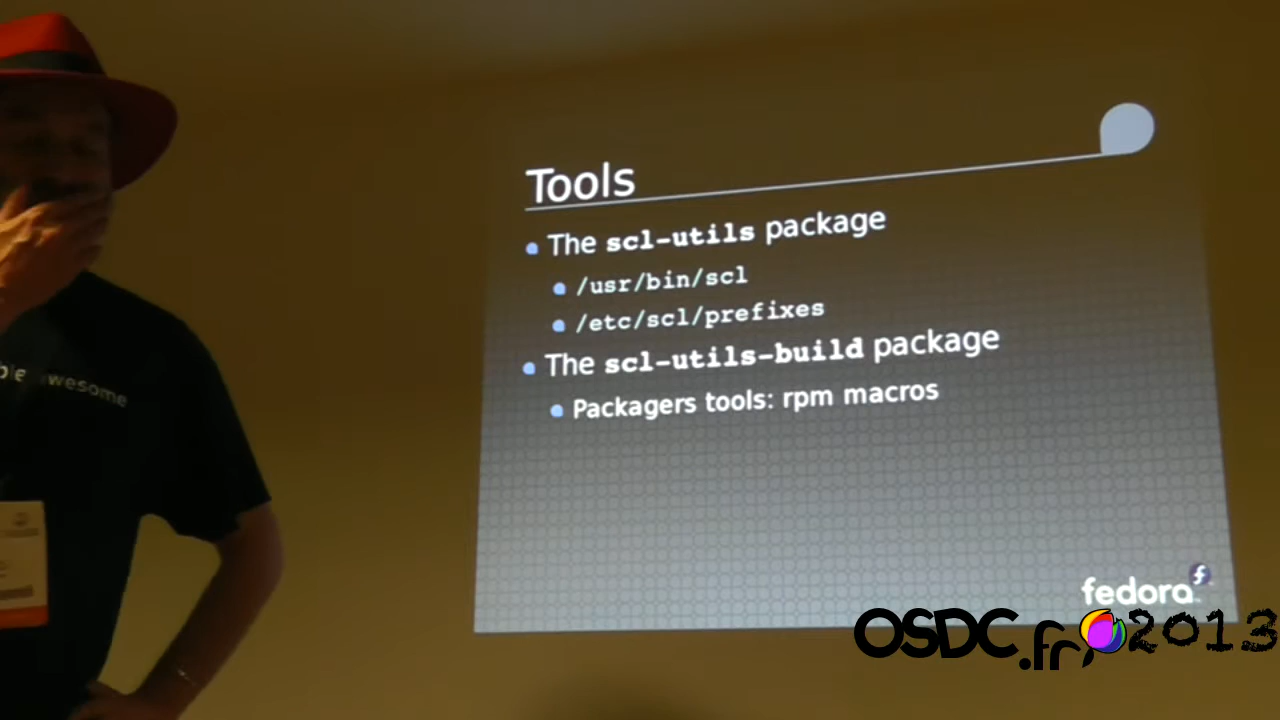 Tools
The scl-utils package
/usr/bin/scl
/etc/scl/prefixes
The scl-utils-build package
Packagers tools: rpm macros
fedora
OSDC.fr 2013
wesome